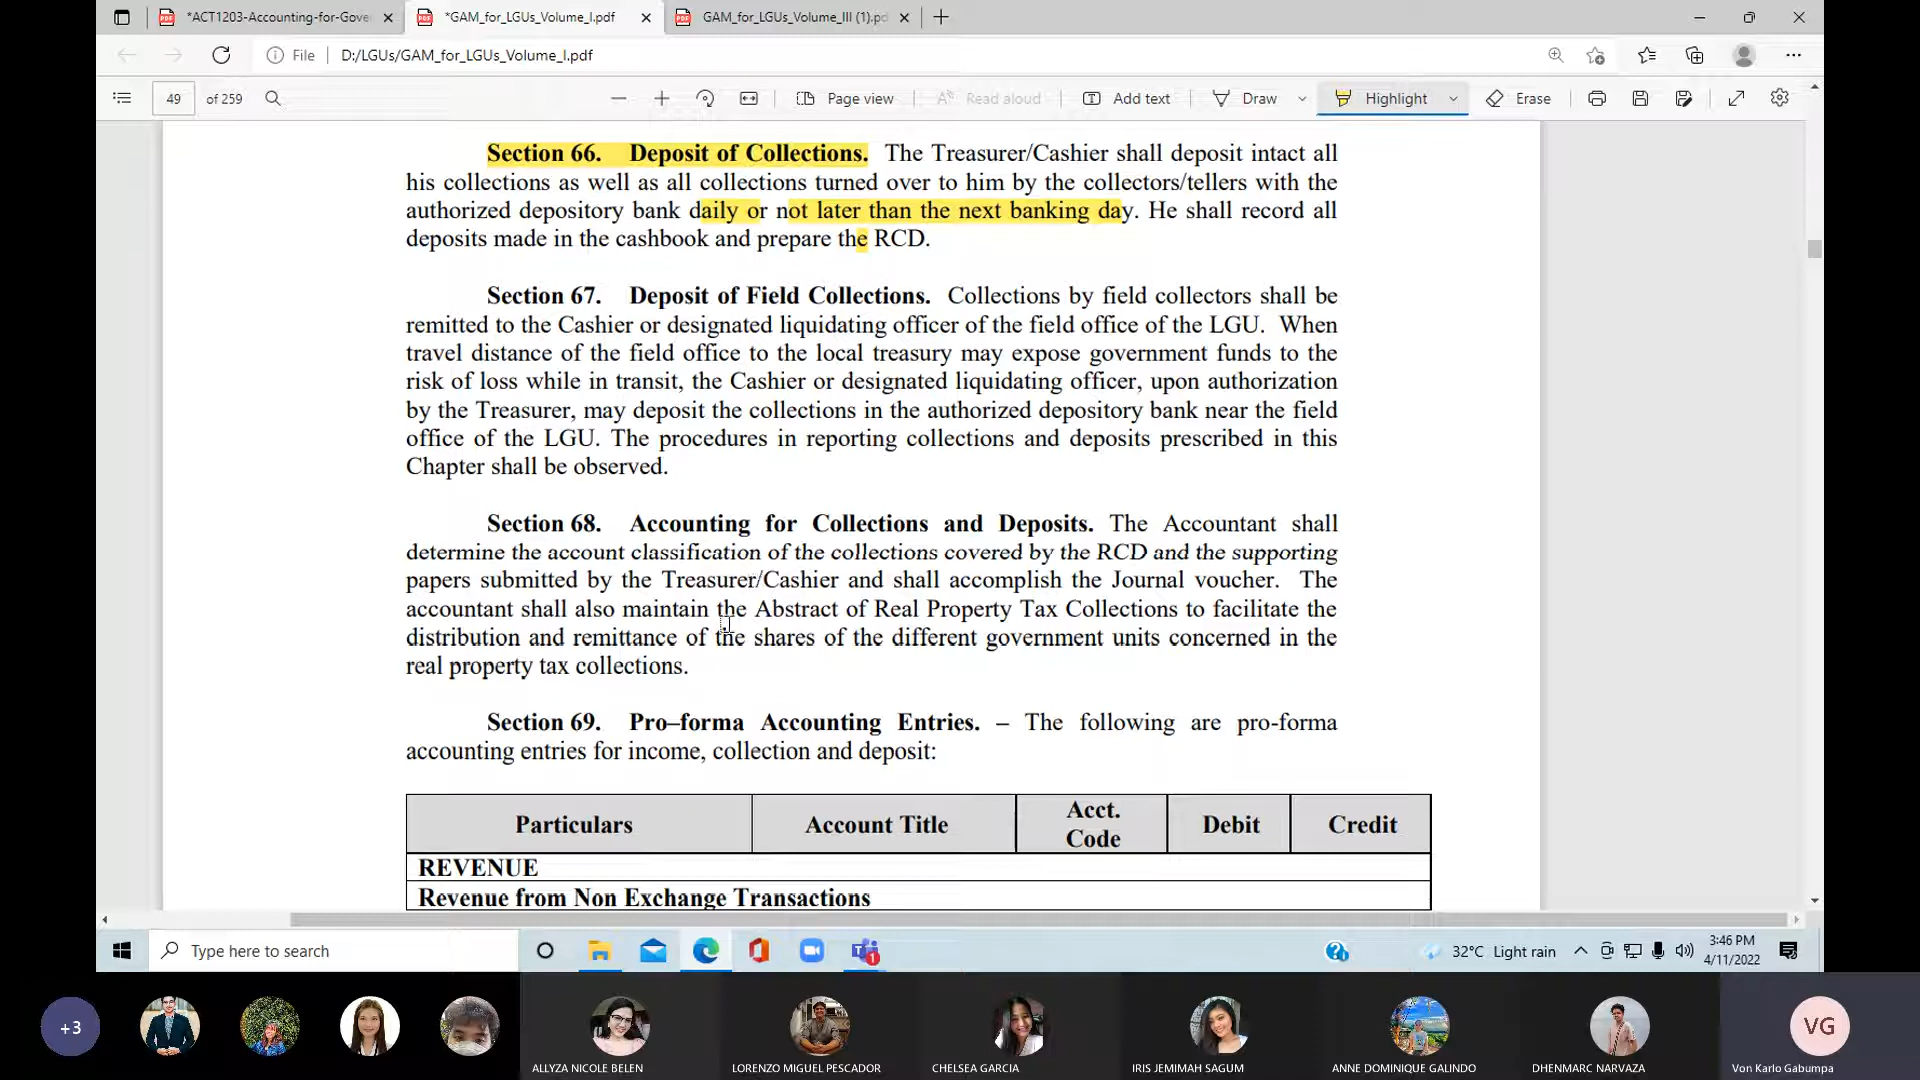 *ACT1203-Accounting-for-Gove
*GAM_for_LGUs_Volume_I.pdf
GAM_for_LGUs_Volume_III (1).pd
File
D:/LGUs/GAM_for_LGUs_Volume_I.pdf
49 of 259
Page view
Read aloud
Add text
Draw
Highlight
Erase
Section 66. Deposit of Collections. The Treasurer/Cashier shall deposit intact all
his collections as well as all collections turned over to him by the collectors/tellers with the
authorized depository bank daily or not later than the next banking day. He shall record all
deposits made in the cashbook and prepare the RCD.
Section 67. Deposit of Field Collections. Collections by field collectors shall be
remitted to the Cashier or designated liquidating officer of the field office of the LGU. When
travel distance of the field office to the local treasury may expose government funds to the
risk of loss while in transit, the Cashier or designated liquidating officer, upon authorization
by the Treasurer, may deposit the collections in the authorized depository bank near the field
office of the LGU. The procedures in reporting collections and deposits prescribed in this
Chapter shall be observed.
Section 68. Accounting for Collections and Deposits. The Accountant shall
determine the account classification of the collections covered by the RCD and the supporting
papers submitted by the Treasurer/Cashier and shall accomplish the Journal voucher. The
accountant shall also maintain the Abstract of Real Property Tax Collections to facilitate the
distribution and remittance of the shares of the different government units concerned in the
real property tax collections.
Section 69. Pro–forma Accounting Entries. – The following are pro-forma
accounting entries for income, collection and deposit:
Particulars Account Title Acct. Code Debit Credit
REVENUE
Revenue from Non Exchange Transactions
Type here to search
1
32°C Light rain
3:46 PM
4/11/2022
+3
VG
ALLYZA NICOLE BELEN
LORENZO MIGUEL PESCADOR
CHELSEA GARCIA
IRIS JEMIMAH SAGUM
ANNE DOMINIQUE GALINDO
DHENMARC NARVAZA
Von Karlo Gabumpa